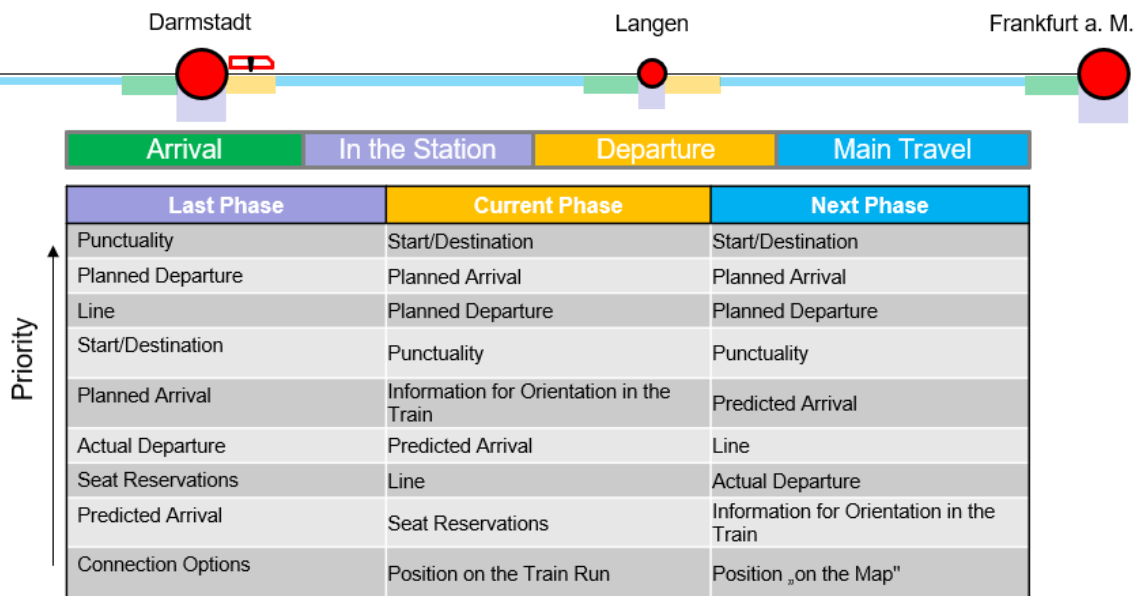 Darmstadt
Langen
Frankfurt a. M.
Arrival
In the Station
Departure
Main Travel
Priority
Last Phase
Current Phase
Next Phase
Punctuality
Start/Destination
Start/Destination
Planned Departure
Planned Arrival
Planned Arrival
Line
Planned Departure
Planned Departure
Start/Destination
Punctuality
Punctuality
Planned Arrival
Information for Orientation in the
Train
Predicted Arrival
Actual Departure
Predicted Arrival
Line
Seat Reservations
Line
Actual Departure
Predicted Arrival
Seat Reservations
Information for Orientation in the
Train
Connection Options
Position on the Train Run
Position „on the Map"